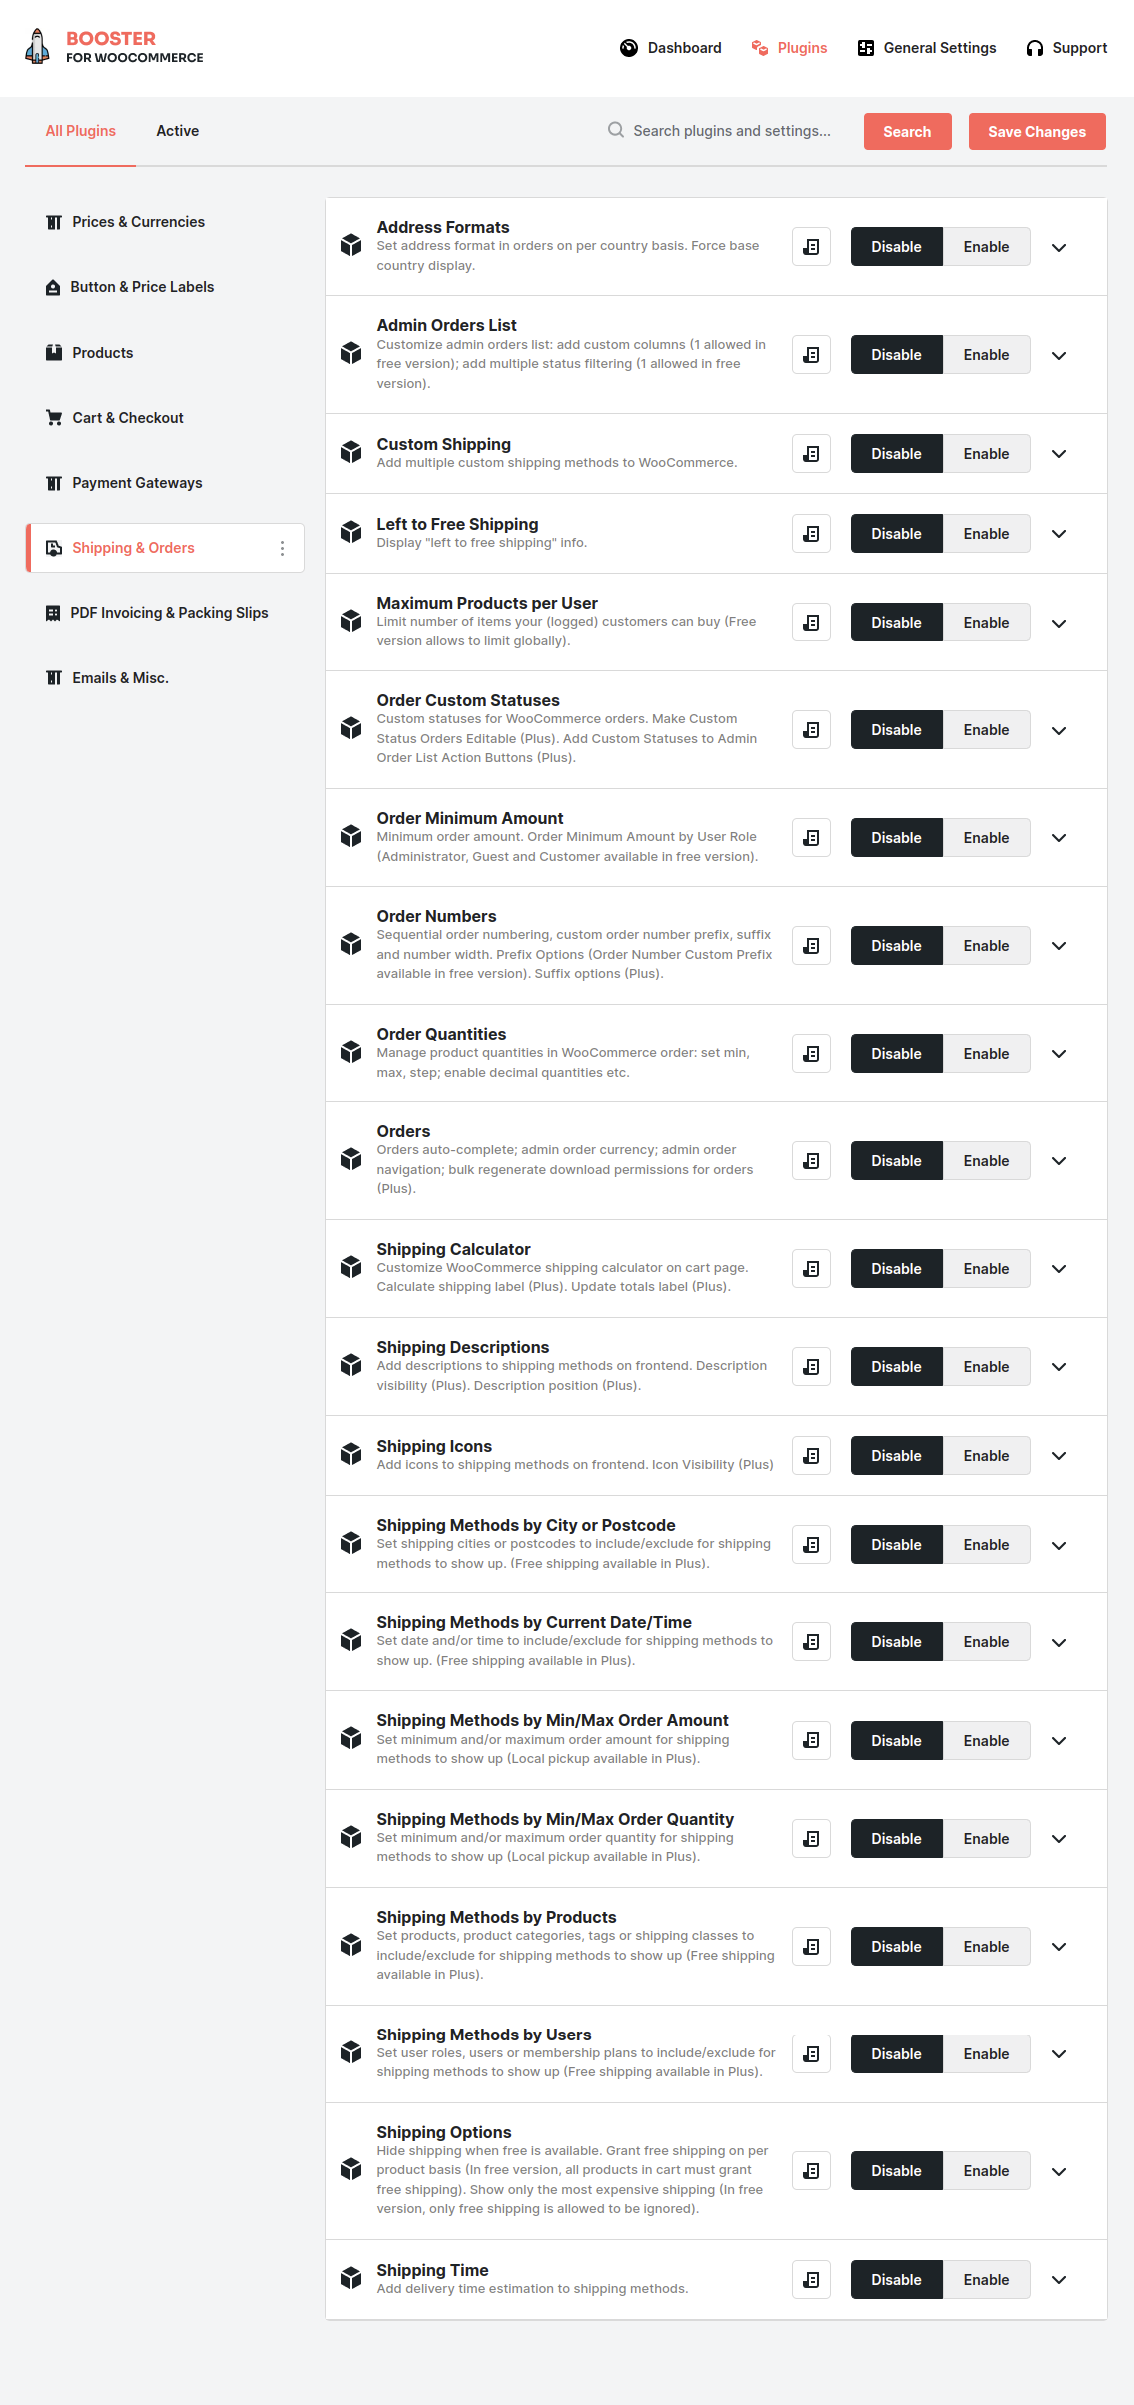 BOOSTER
FOR WOOCOMMERCE
Dashboard
Plugins
General Settings
Support
All Plugins
Active
Search plugins and settings...
Search
Save Changes
Prices & Currencies
Button & Price Labels
Products
Cart & Checkout
Payment Gateways
Shipping & Orders
PDF Invoicing & Packing Slips
Emails & Misc.
Address Formats
Set address format in orders on per country basis. Force base
country display.
Disable
Enable
Admin Orders List
Customize admin orders list: add custom columns (1 allowed in
free version); add multiple status filtering (1 allowed in free
version).
Disable
Enable
Custom Shipping
Add multiple custom shipping methods to WooCommerce.
Disable
Enable
Left to Free Shipping
Display "left to free shipping" info.
Disable
Enable
Maximum Products per User
Limit number of items your (logged) customers can buy (Free
version allows to limit globally).
Disable
Enable
Order Custom Statuses
Custom statuses for WooCommerce orders. Make Custom
Status Orders Editable (Plus). Add Custom Statuses to Admin
Order List Action Buttons (Plus).
Disable
Enable
Order Minimum Amount
Minimum order amount. Order Minimum Amount by User Role
(Administrator, Guest and Customer available in free version).
Disable
Enable
Order Numbers
Sequential order numbering, custom order number prefix, suffix
and number width. Prefix Options (Order Number Custom Prefix
available in free version). Suffix options (Plus).
Disable
Enable
Order Quantities
Manage product quantities in WooCommerce order: set min,
max, step; enable decimal quantities etc.
Disable
Enable
Orders
Orders auto-complete; admin order currency; admin order
navigation; bulk regenerate download permissions for orders
(Plus).
Disable
Enable
Shipping Calculator
Customize WooCommerce shipping calculator on cart page.
Calculate shipping label (Plus). Update totals label (Plus).
Disable
Enable
Shipping Descriptions
Add descriptions to shipping methods on frontend. Description
visibility (Plus). Description position (Plus).
Disable
Enable
Shipping Icons
Add icons to shipping methods on frontend. Icon Visibility (Plus)
Disable
Enable
Shipping Methods by City or Postcode
Set shipping cities or postcodes to include/exclude for shipping
methods to show up. (Free shipping available in Plus).
Disable
Enable
Shipping Methods by Current Date/Time
Set date and/or time to include/exclude for shipping methods to
show up. (Free shipping available in Plus).
Disable
Enable
Shipping Methods by Min/Max Order Amount
Set minimum and/or maximum order amount for shipping
methods to show up (Local pickup available in Plus).
Disable
Enable
Shipping Methods by Min/Max Order Quantity
Set minimum and/or maximum order quantity for shipping
methods to show up (Local pickup available in Plus).
Disable
Enable
Shipping Methods by Products
Set products, product categories, tags or shipping classes to
include/exclude for shipping methods to show up (Free shipping
available in Plus).
Disable
Enable
Shipping Methods by Users
Set user roles, users or membership plans to include/exclude for
shipping methods to show up (Free shipping available in Plus).
Disable
Enable
Shipping Options
Hide shipping when free is available. Grant free shipping on per
product basis (In free version, all products in cart must grant
free shipping). Show only the most expensive shipping (In free
version, only free shipping is allowed to be ignored).
Disable
Enable
Shipping Time
Add delivery time estimation to shipping methods.
Disable
Enable